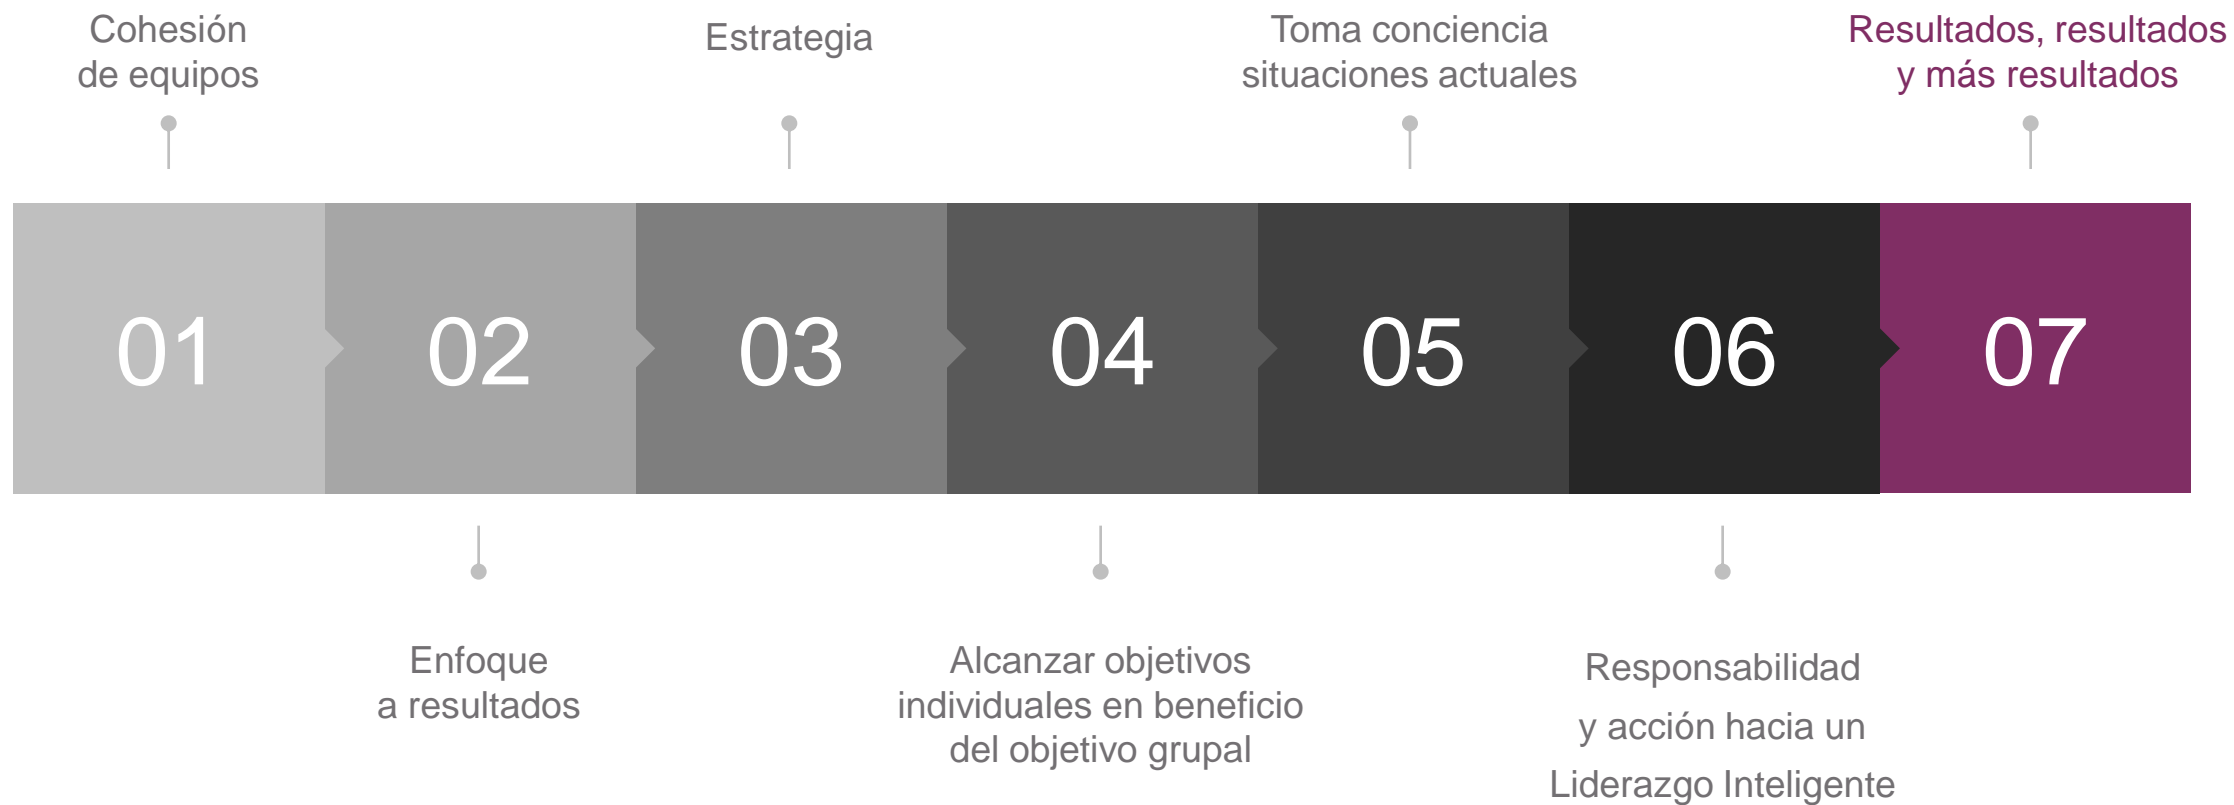 Cohesión
de equipos
Estrategia
Toma conciencia
situaciones actuales
Resultados, resultados
y más resultados
01
02
03
04
05
06
07
Enfoque
a resultados
Alcanzar objetivos
individuales en beneficio
del objetivo grupal
Responsabilidad
y acción hacia un
Liderazgo Inteligente